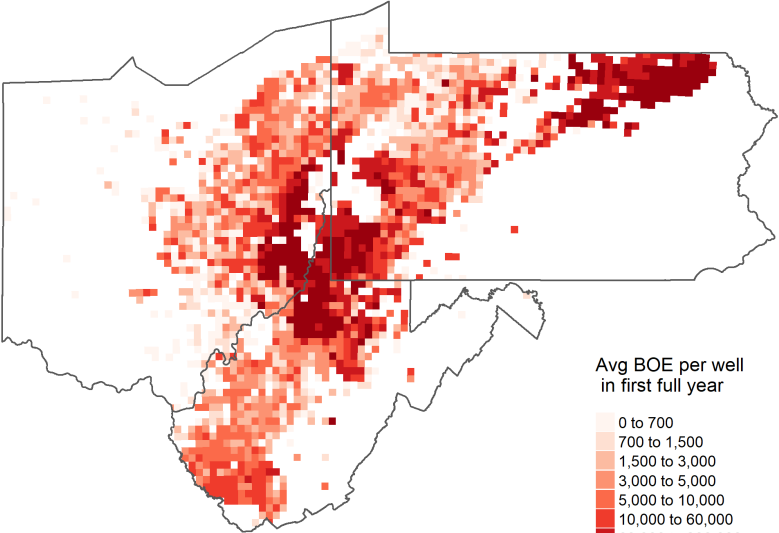 Avg BOE per well
in first full year
0 to 700
700 to 1,500
1,500 to 3,000
3,000 to 5,000
5,000 to 10,000
10,000 to 60,000